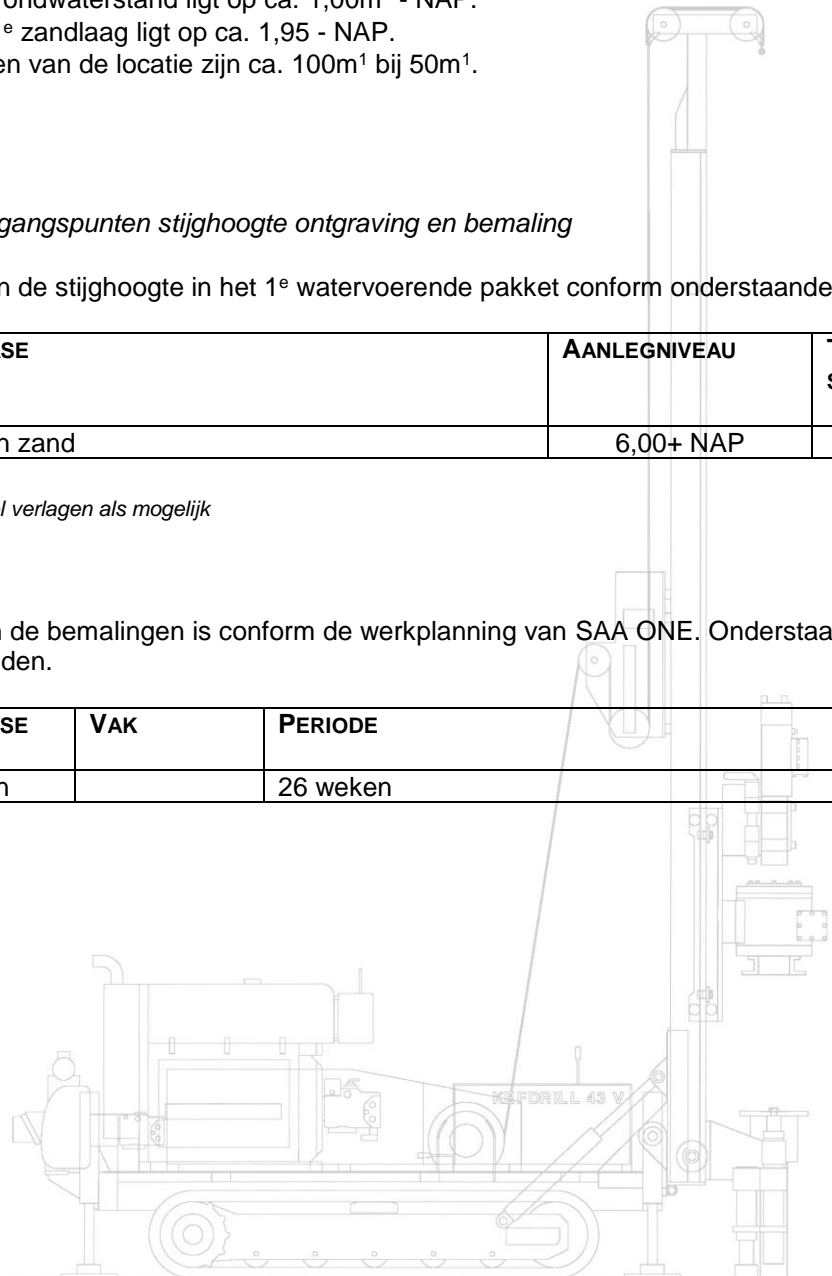 ondwaterstand ligt op ca. 1,00m¹ - NAP.
ᵉ zandlaag ligt op ca. 1,95 - NAP.
en van de locatie zijn ca. 100m¹ bij 50m¹.
gangspunten stijghoogte ontgraving en bemaling
n de stijghoogte in het 1ᵉ watervoerende pakket conform onderstaande
SE AANLEGNIVEAU
n zand 6,00+ NAP
l verlagen als mogelijk
n de bemalingen is conform de werkplanning van SAA ONE. Onderstaa
den.
SE VAK PERIODE
n 26 weken
DRILL 43 V